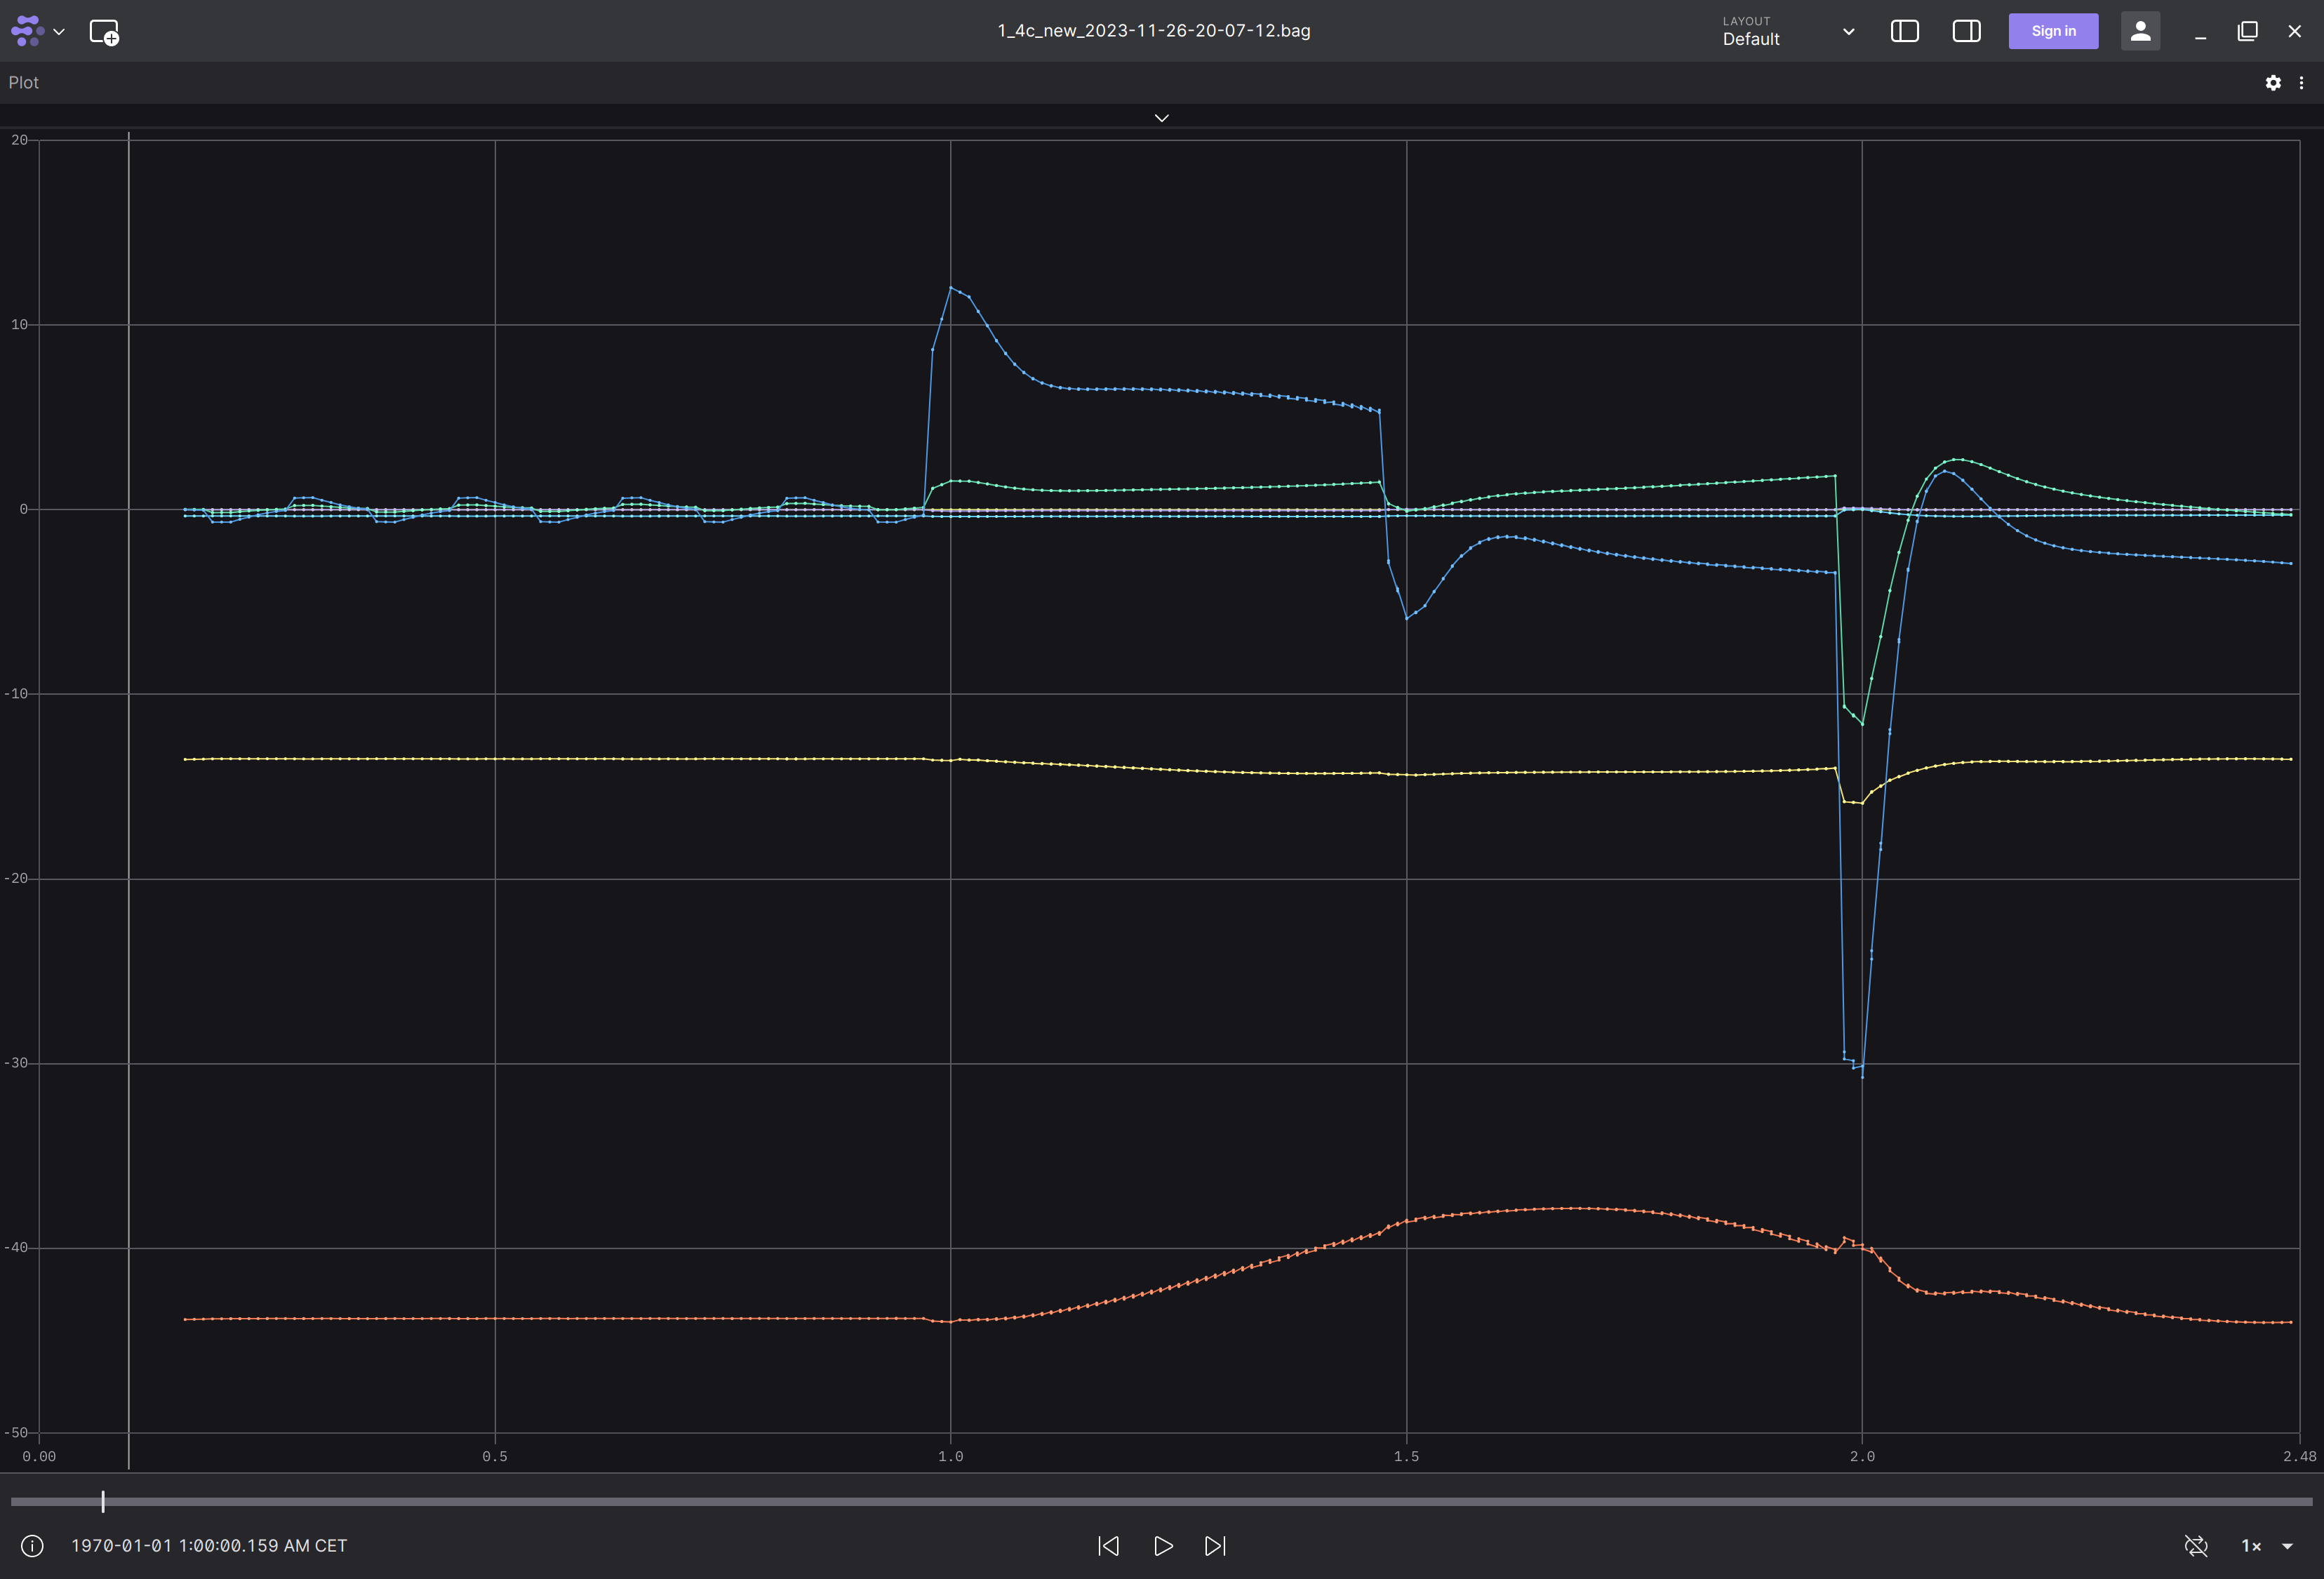 1_4c_new_2023-11-26-20-07-12.bag
LAYOUT
Default
Sign in
Plot
20
10
0
-10
-20
-30
-40
-50
0.00 0.5 1.0 1.5 2.0 2.48
1970-01-01 1:00:00.159 AM CET
1×